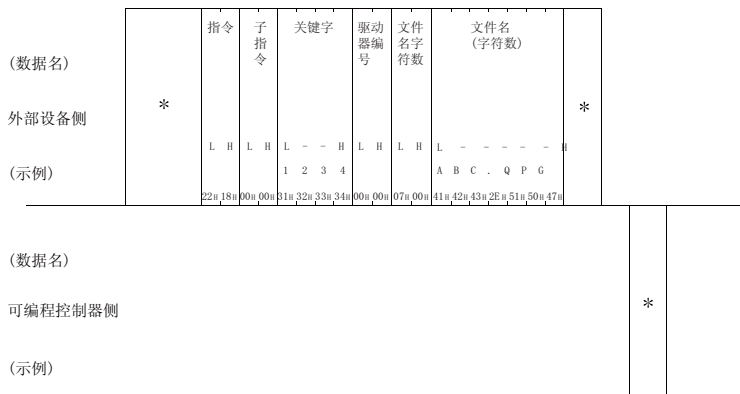 指令 子指令 关键字 驱动器编号 文件名字符数 文件名(字符数)
(数据名)
* *
外部设备侧
L H L H L - - H L H L H L - - - - - H
(示例) 1 2 3 4 A B C . Q P G
22H 18H 00H 00H 31H 32H 33H 34H 00H 00H 07H 00H 41H 42H 43H 2EH 51H 50H 47H
(数据名)
*
可编程控制器侧
(示例)